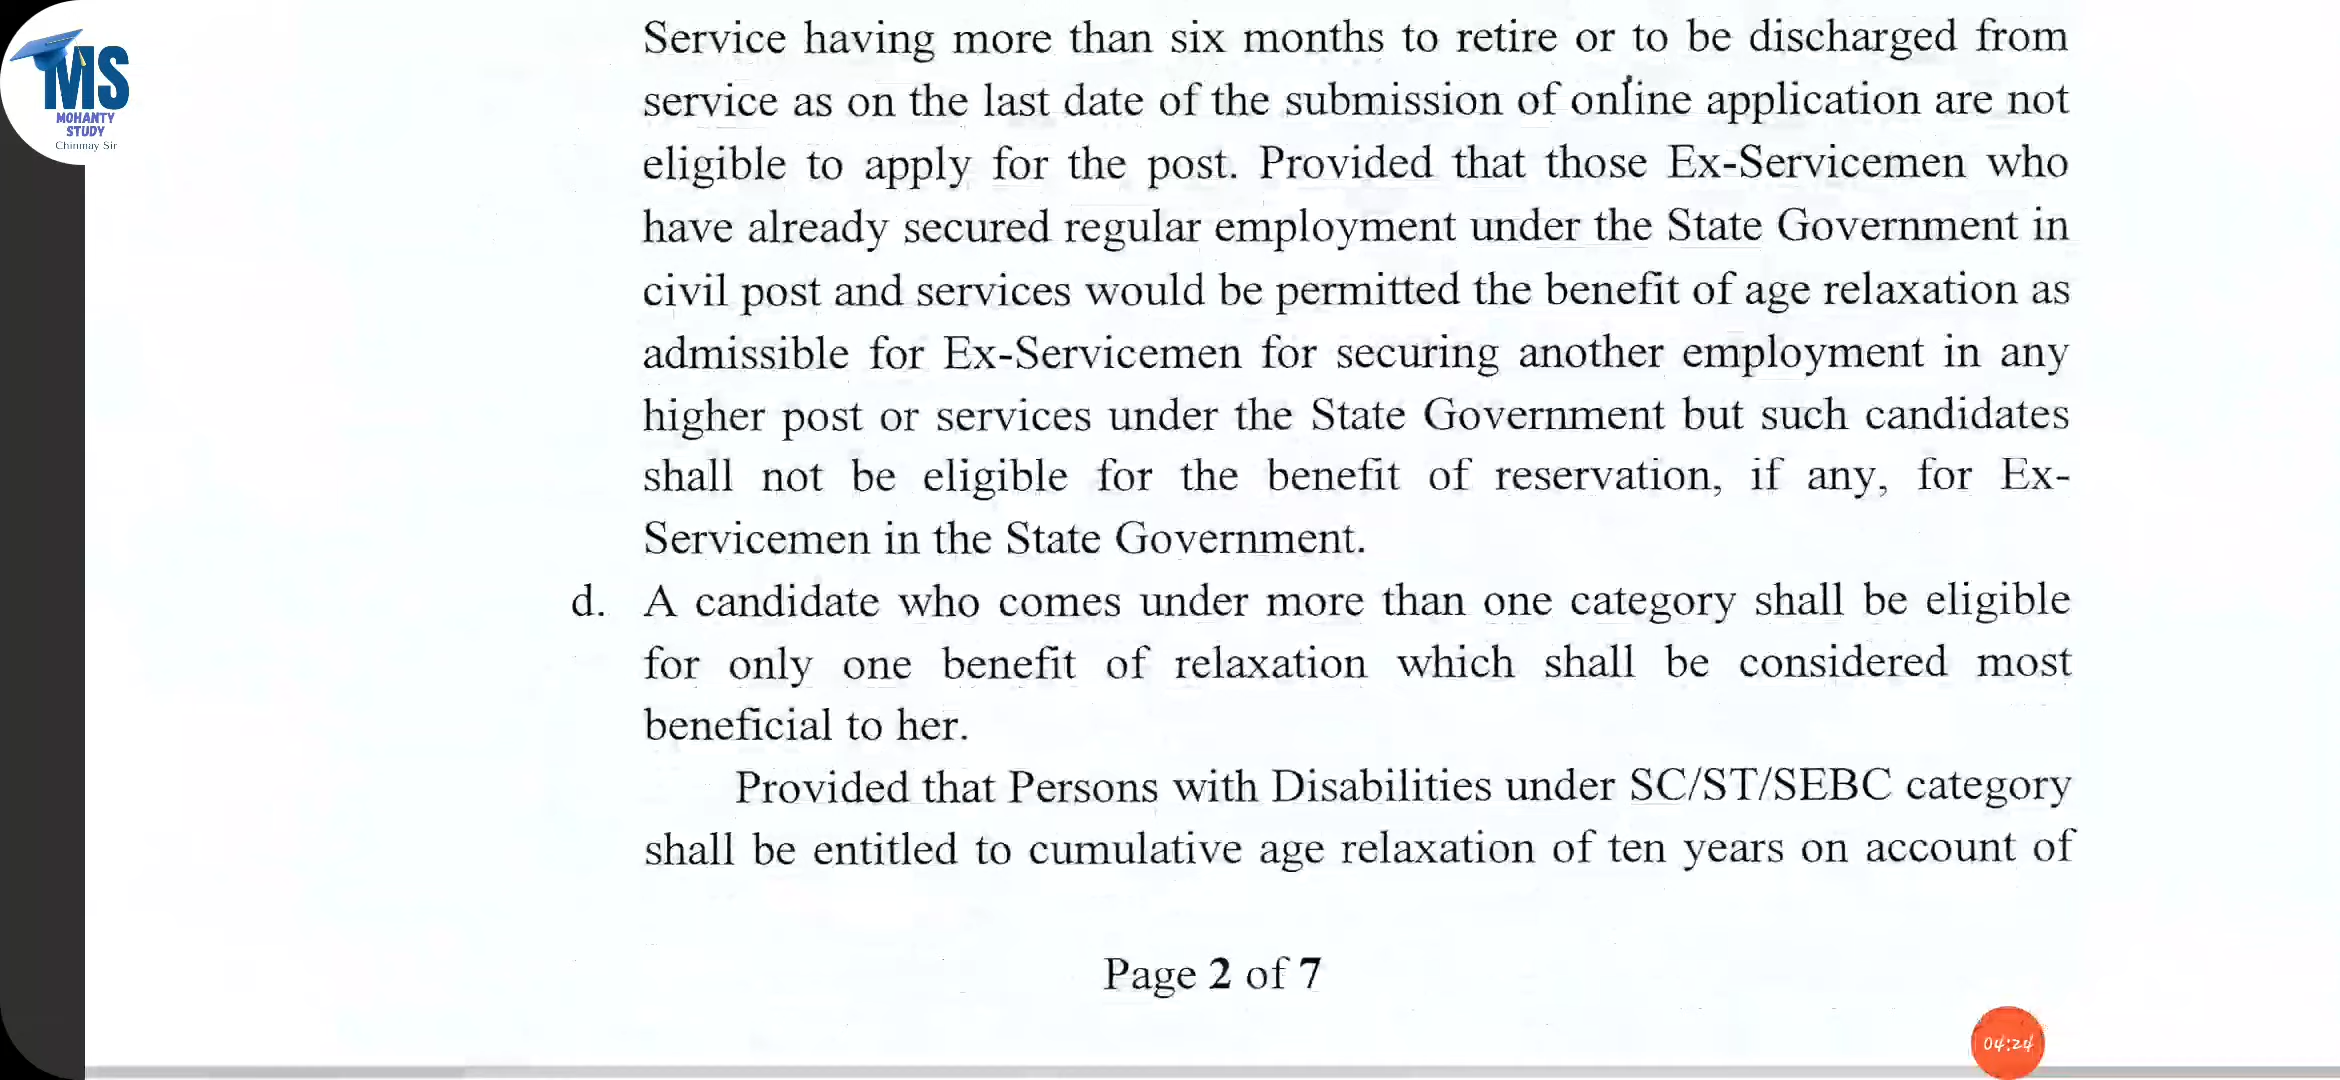 MS
MOHANTY
STUDY
Chinmay Sir
Service having more than six months to retire or to be discharged from
service as on the last date of the submission of online application are not
eligible to apply for the post. Provided that those Ex-Servicemen who
have already secured regular employment under the State Government in
civil post and services would be permitted the benefit of age relaxation as
admissible for Ex-Servicemen for securing another employment in any
higher post or services under the State Government but such candidates
shall not be eligible for the benefit of reservation, if any, for Ex-
Servicemen in the State Government.
d. A candidate who comes under more than one category shall be eligible
for only one benefit of relaxation which shall be considered most
beneficial to her.
Provided that Persons with Disabilities under SC/ST/SEBC category
shall be entitled to cumulative age relaxation of ten years on account of
Page 2 of 7
04:24